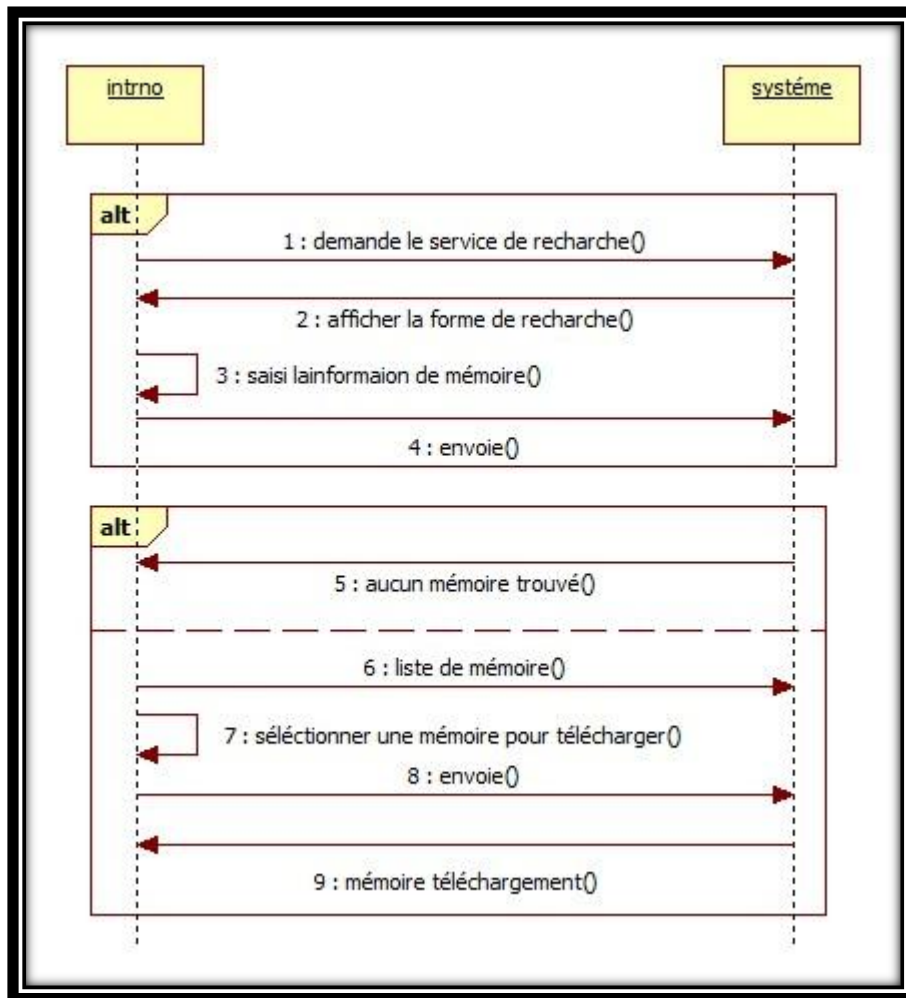 intrno
systéme
alt
1 : demande le service de recharche()
2 : afficher la forme de recharche()
3 : saisi lainformaion de mémoire()
4 : envoie()
alt
5 : aucun mémoire trouvé()
6 : liste de mémoire()
7 : séléctionner une mémoire pour télécharger()
8 : envoie()
9 : mémoire téléchargement()